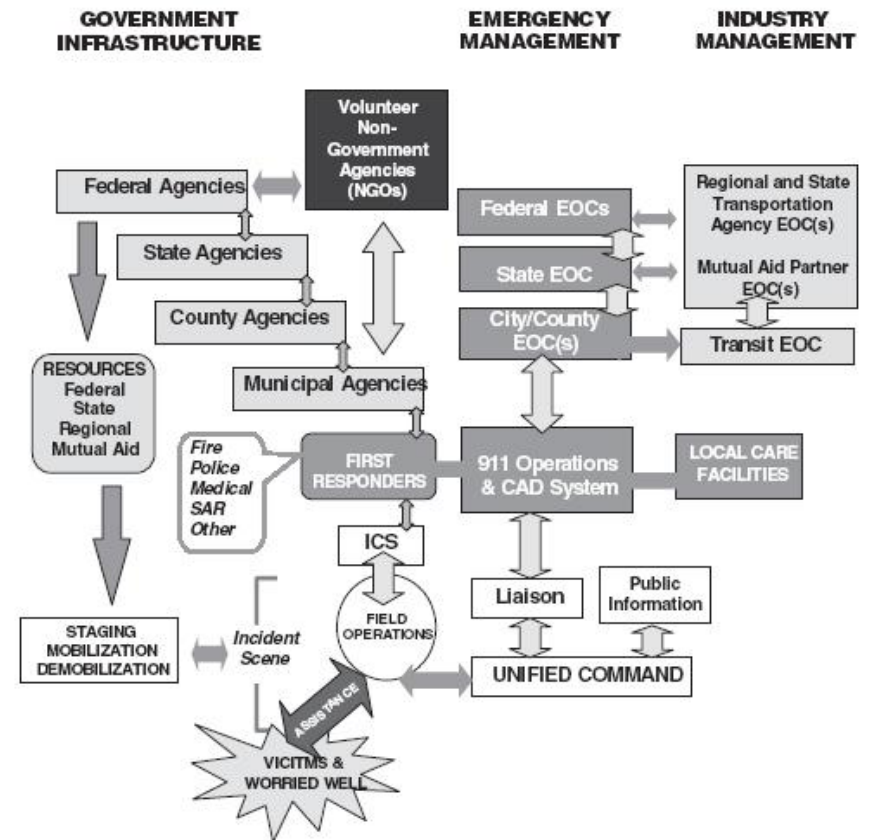 GOVERNMENT
INFRASTRUCTURE
EMERGENCY
MANAGEMENT
INDUSTRY
MANAGEMENT
Volunteer
Non-
Government
Agencies
(NGOs)
Federal Agencies
State Agencies
County Agencies
Municipal Agencies
Federal EOCs
State EOC
City/County
EOC(s)
Regional and State
Transportation
Agency EOC(s)
Mutual Aid Partner
EOC(s)
Transit EOC
RESOURCES
Federal
State
Regional
Mutual Aid
Fire
Police
Medical
SAR
Other
FIRST
RESPONDERS
911 Operations
& CAD System
LOCAL CARE
FACILITIES
ICS
FIELD
OPERATIONS
Liaison
Public
Information
UNIFIED COMMAND
STAGING
MOBILIZATION
DEMOBILIZATION
Incident
Scene
ASSISTANCE
VICITMS &
WORRIED WELL